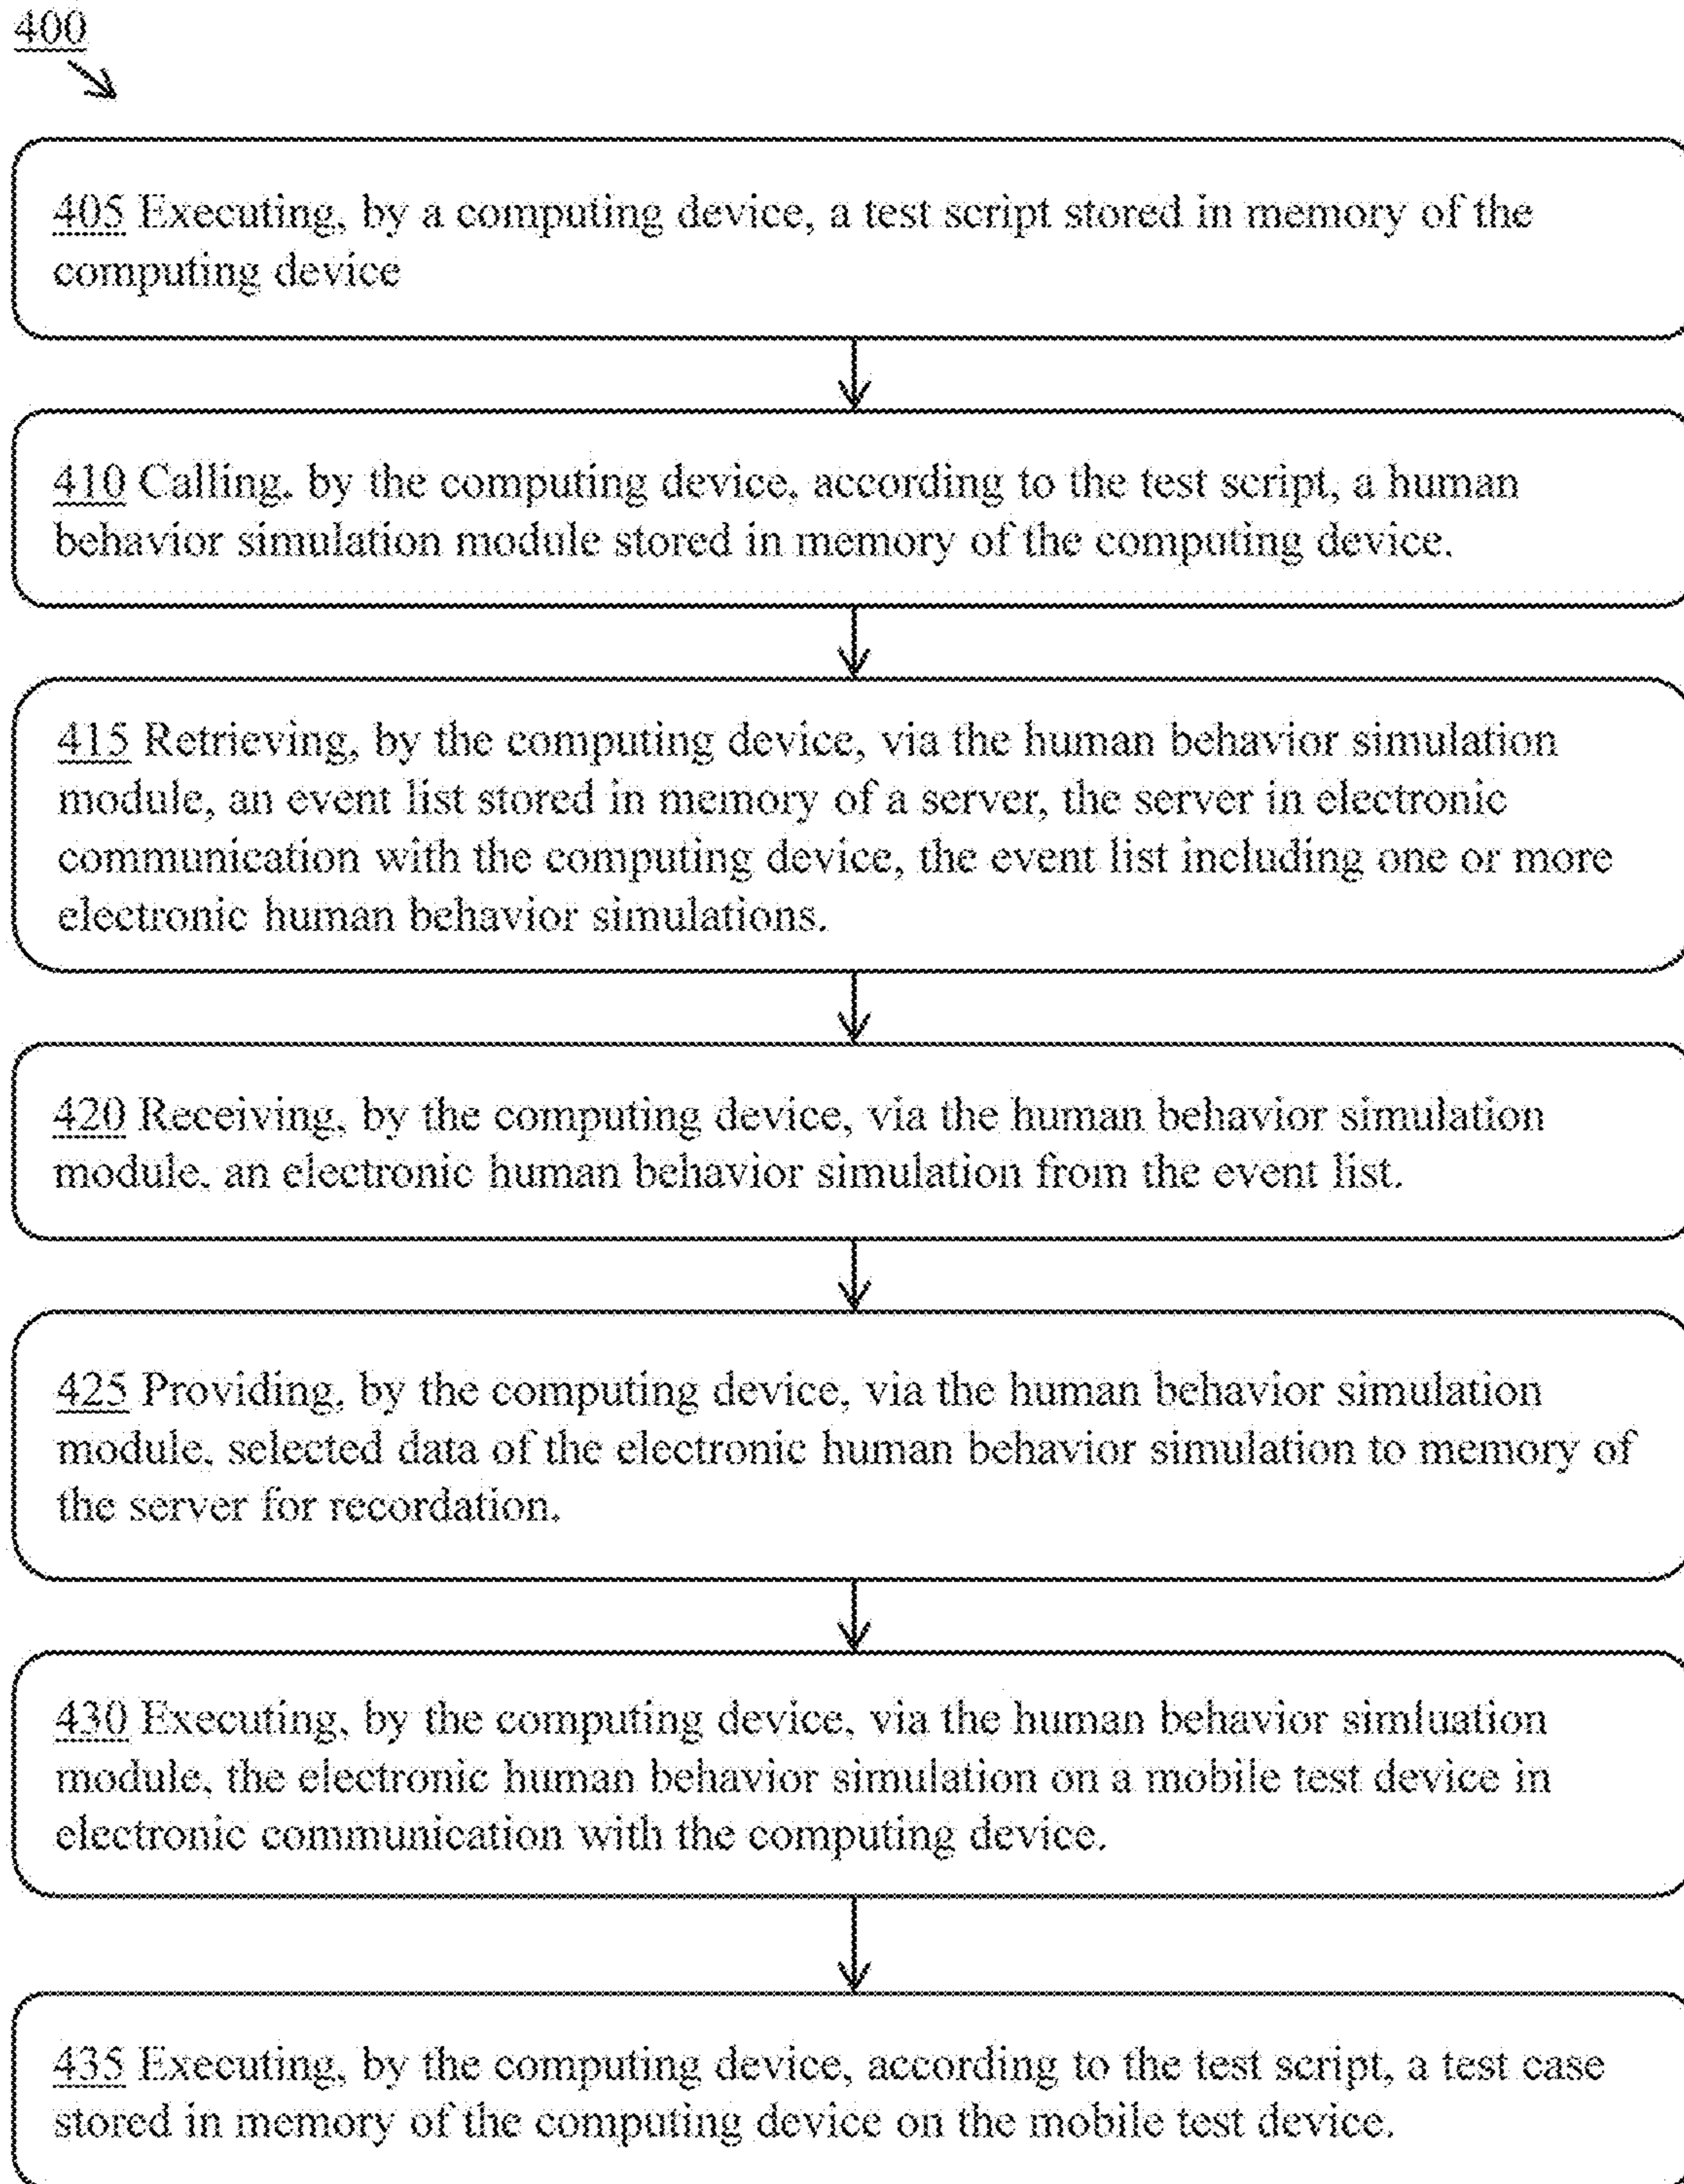 400
405 Executing, by a computing device, a test script stored in memory of the
computing device
410 Calling, by the computing device, according to the test script, a human
behavior simulation module stored in memory of the computing device.
415 Retrieving, by the computing device, via the human behavior simulation
module, an event list stored in memory of a server, the server in electronic
communication with the computing device, the event list including one or more
electronic human behavior simulations.
420 Receiving, by the computing device, via the human behavior simulation
module, an electronic human behavior simulation from the event list.
425 Providing, by the computing device, via the human behavior simulation
module, selected data of the electronic human behavior simulation to memory of
the server for recordation.
430 Executing, by the computing device, via the human behavior simluation
module, the electronic human behavior simulation on a mobile test device in
electronic communication with the computing device.
435 Executing, by the computing device, according to the test script, a test case
stored in memory of the computing device on the mobile test device.